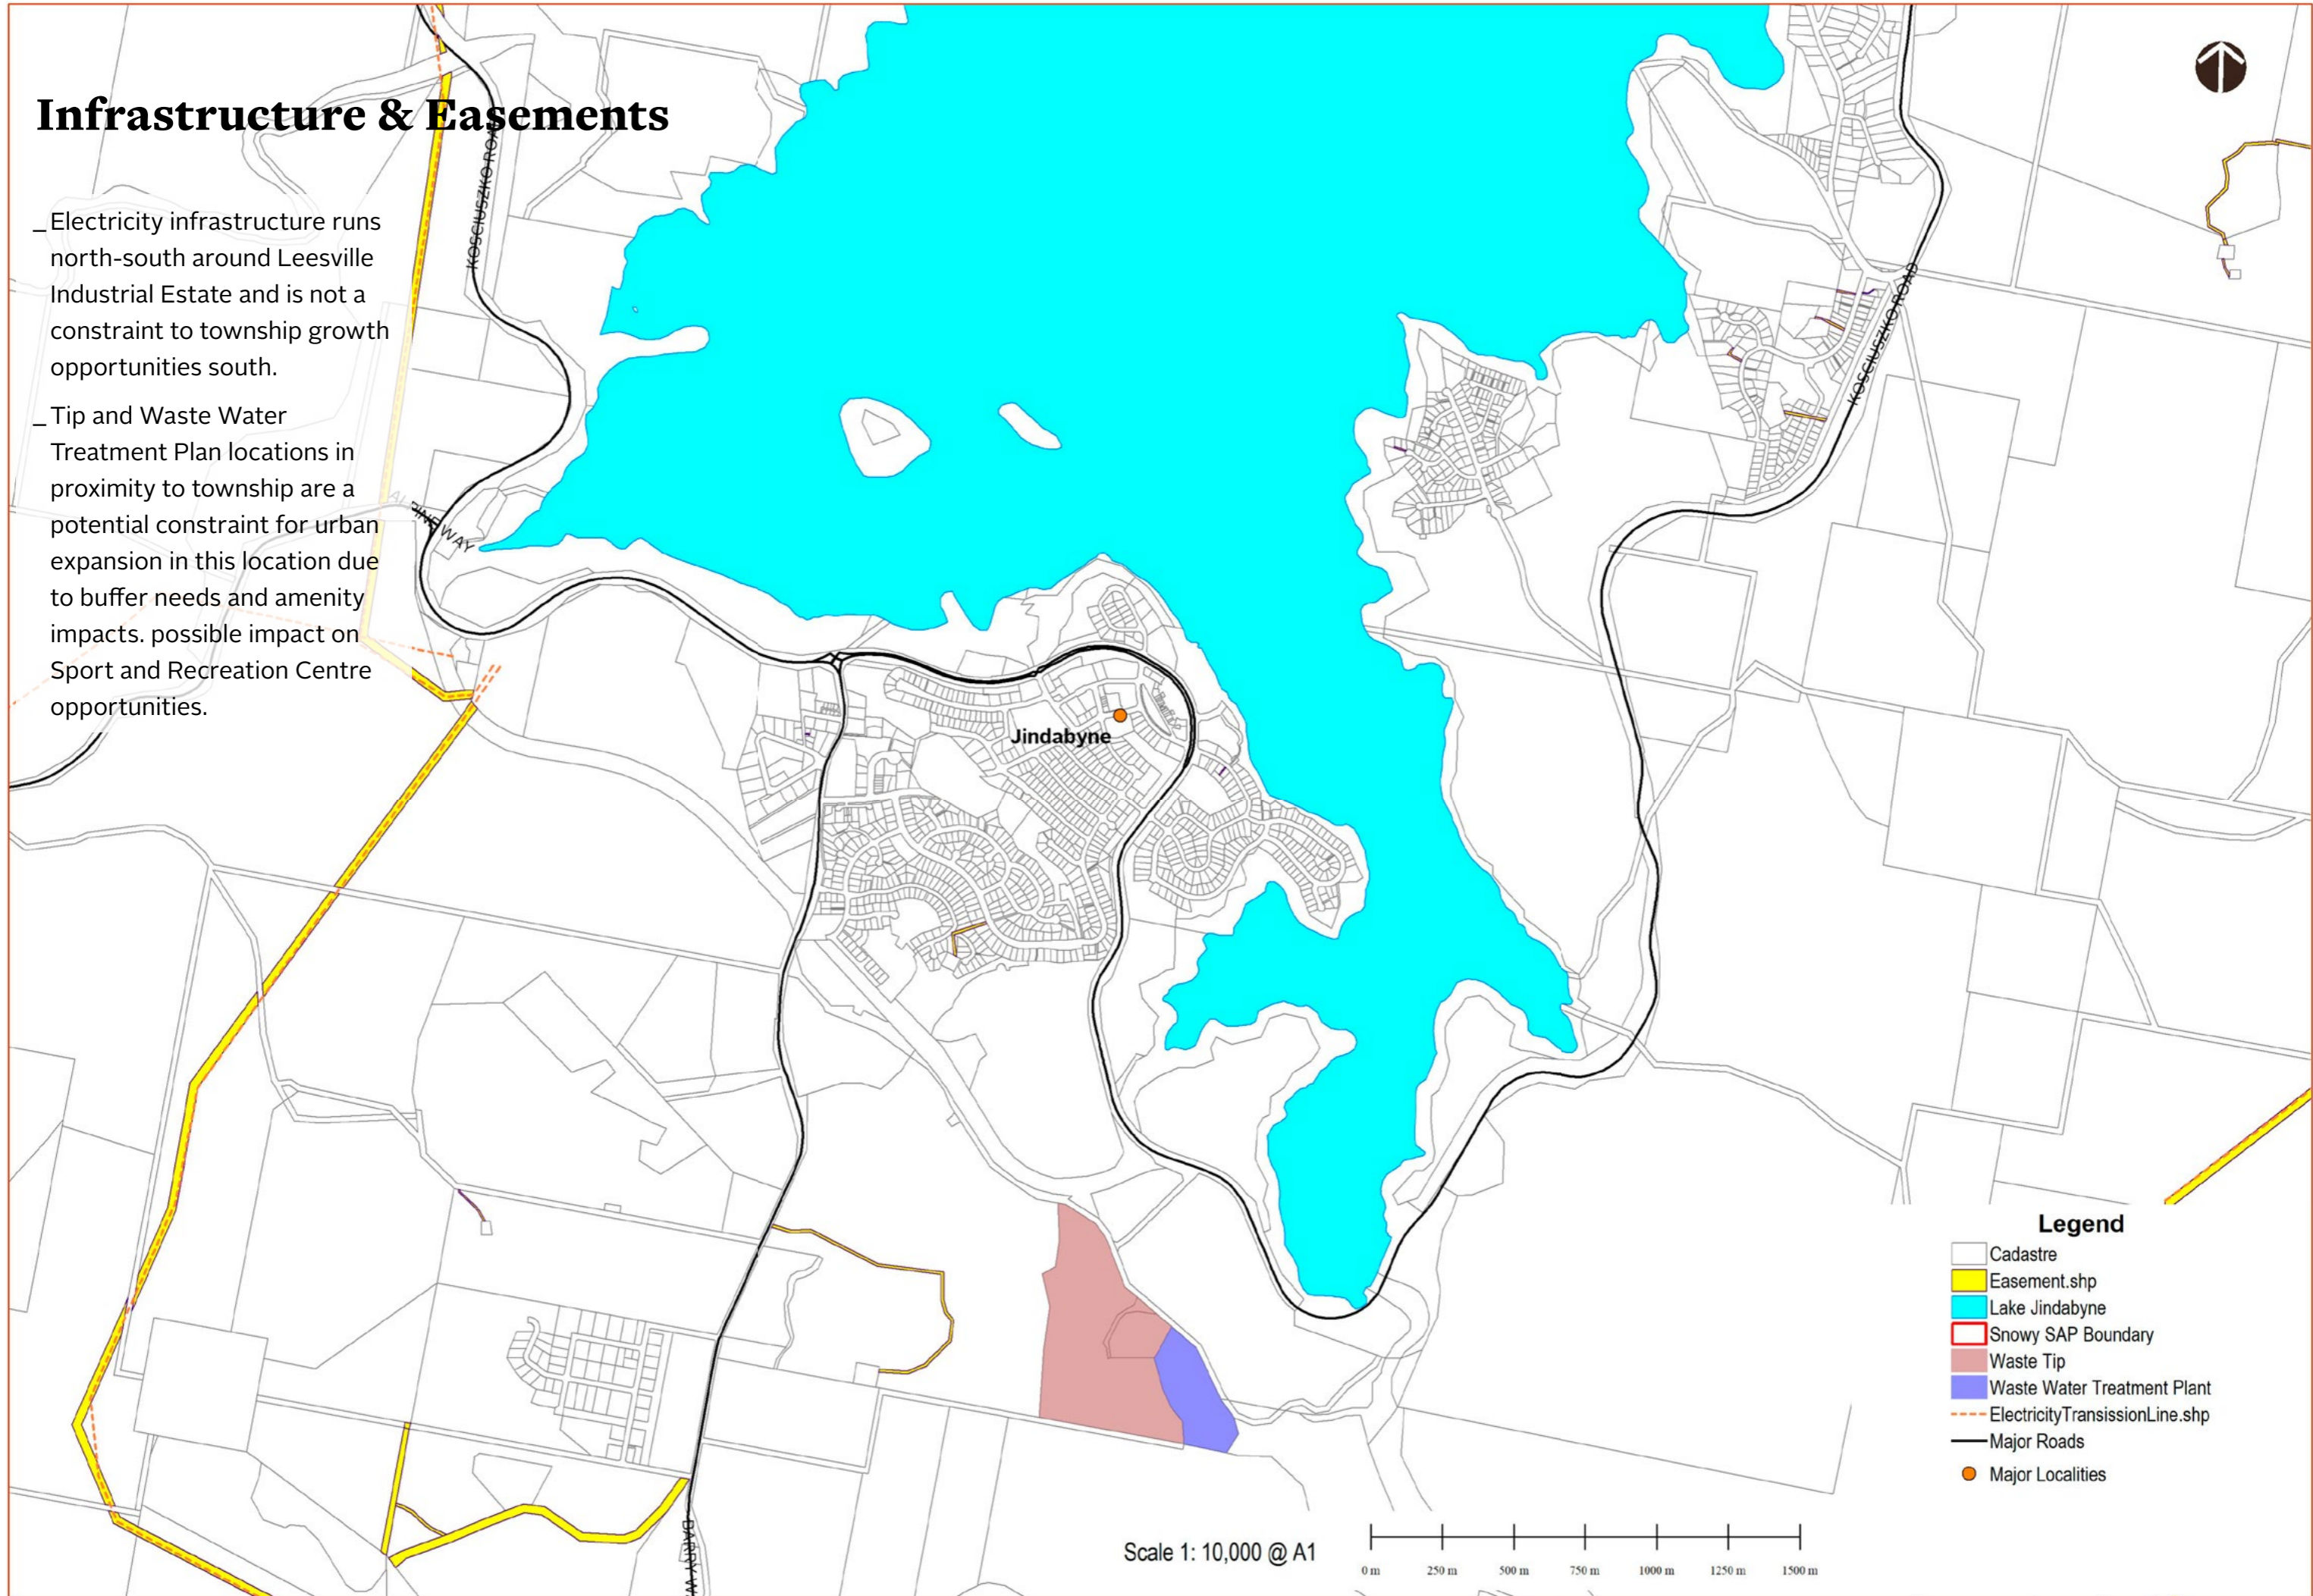 Infrastructure & Easements
_ Electricity infrastructure runs
north-south around Leesville
Industrial Estate and is not a
constraint to township growth
opportunities south.
_ Tip and Waste Water
Treatment Plan locations in
proximity to township are a
potential constraint for urban
expansion in this location due
to buffer needs and amenity
impacts. possible impact on
Sport and Recreation Centre
opportunities.
KOSCIUSZKO ROAD
ALPINE WAY
KOSCIUSZKO ROAD
Jindabyne
BARRY W
Legend
Cadastre
Easement.shp
Lake Jindabyne
Snowy SAP Boundary
Waste Tip
Waste Water Treatment Plant
ElectricityTransissionLine.shp
Major Roads
Major Localities
Scale 1: 10,000 @ A1
0 m 250 m 500 m 750 m 1000 m 1250 m 1500 m